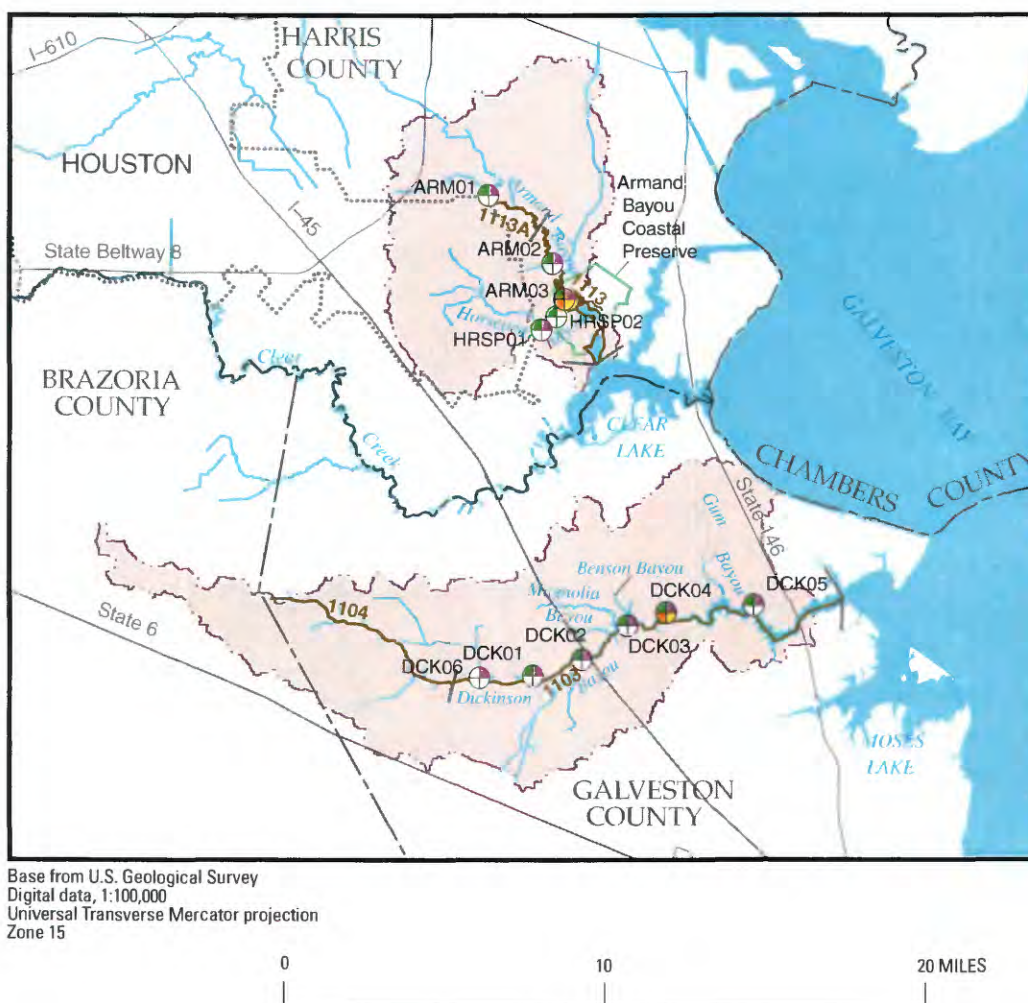 HARRIS
COUNTY
I–610
HOUSTON
ARM01
Armand
1113A
Armand
Bayou
Coastal
Preserve
I–45
State Beltway 8
ARM02
ARM03
1113
HRSP02
HRSP01
GALVESTON BAY
Clear
BRAZORIA
COUNTY
Creek
CLEAR
LAKE
CHAMBERS COUNTY
State 146
Gum
Bayou
Benson Bayou
DCK05
DCK04
Magnolia
Bayou
State 6
1104
DCK02
DCK01
DCK03
DCK06
1103
Bayou
Dickinson
MOSES
LAKE
GALVESTON
COUNTY
Base from U.S. Geological Survey
Digital data, 1:100,000
Universal Transverse Mercator projection
Zone 15
0 10 20 MILES